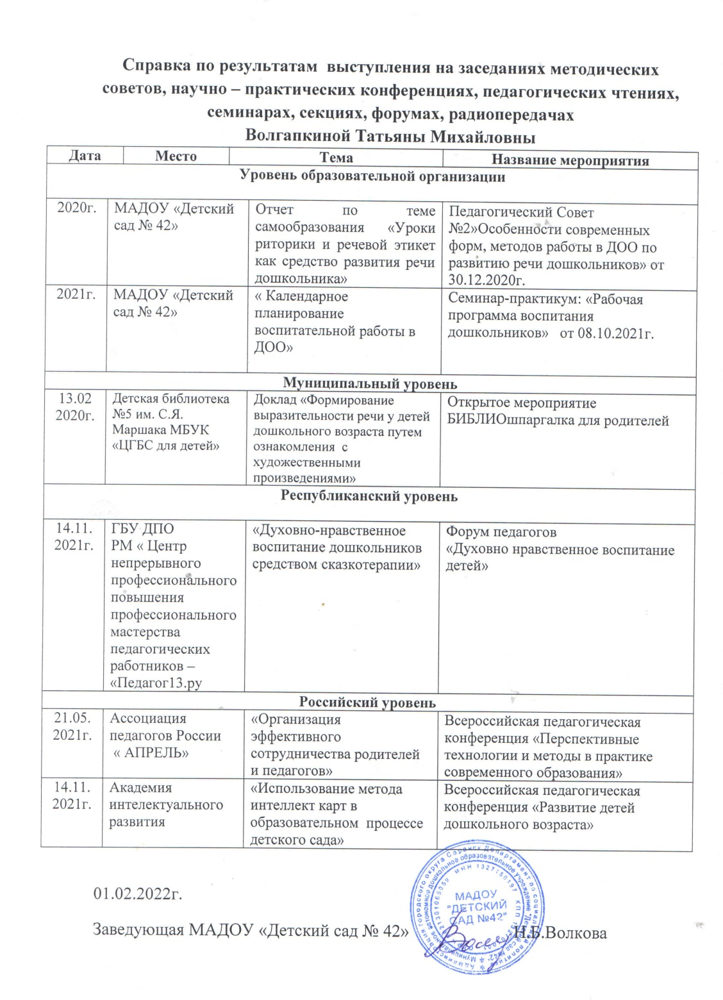 Справка по результатам  выступления на заседаниях методических
советов, научно – практических конференциях, педагогических чтениях,
семинарах, секциях, форумах, радиопередачах
Волгапкиной Татьяны Михайловны
Дата Место Тема Название мероприятия
Уровень образовательной организации
2020г.
МАДОУ «Детский
сад № 42»
Отчет по теме
самообразования «Уроки
риторики и речевой этикет
как средство развития речи
дошкольника»
Педагогический Совет
№2»Особенности современных
форм, методов работы в ДОО по
развитию речи дошкольников» от
30.12.2020г.
2021г.
МАДОУ «Детский
сад № 42»
« Календарное
планирование
воспитательной работы в
ДОО»
Семинар-практикум: «Рабочая
программа воспитания
дошкольников»   от 08.10.2021г.
Муниципальный уровень
13.02
2020г.
Детская библиотека
№5 им. С.Я.
Маршака МБУК
«ЦГБС для детей»
Доклад «Формирование
выразительности речи у детей
дошкольного возраста путем
ознакомления  с
художественными
произведениями»
Открытое мероприятие
БИБЛИОшпаргалка для родителей
Республиканский уровень
14.11.
2021г.
ГБУ ДПО
РМ « Центр
непрерывного
профессионального
повышения
профессионального
мастерства
педагогических
работников –
«Педагог13.ру
«Духовно-нравственное
воспитание дошкольников
средством сказкотерапии»
Форум педагогов
«Духовно нравственное воспитание
детей»
Российский уровень
21.05.
2021г.
Ассоциация
педагогов России
« АПРЕЛЬ»
«Организация
эффективного
сотрудничества родителей
и педагогов»
Всероссийская педагогическая
конференция «Перспективные
технологии и методы в практике
современного образования»
14.11.
2021г.
Академия
интелектуального
развития
«Использование метода
интеллект карт в
образовательном  процессе
детского сада»
Всероссийская педагогическая
конференция «Развитие детей
дошкольного возраста»
01.02.2022г.
Заведующая МАДОУ «Детский сад № 42» Н.Б.Волкова
МАДОУ
"ДЕТСКИЙ
САД №42"
ИНН 1327150197